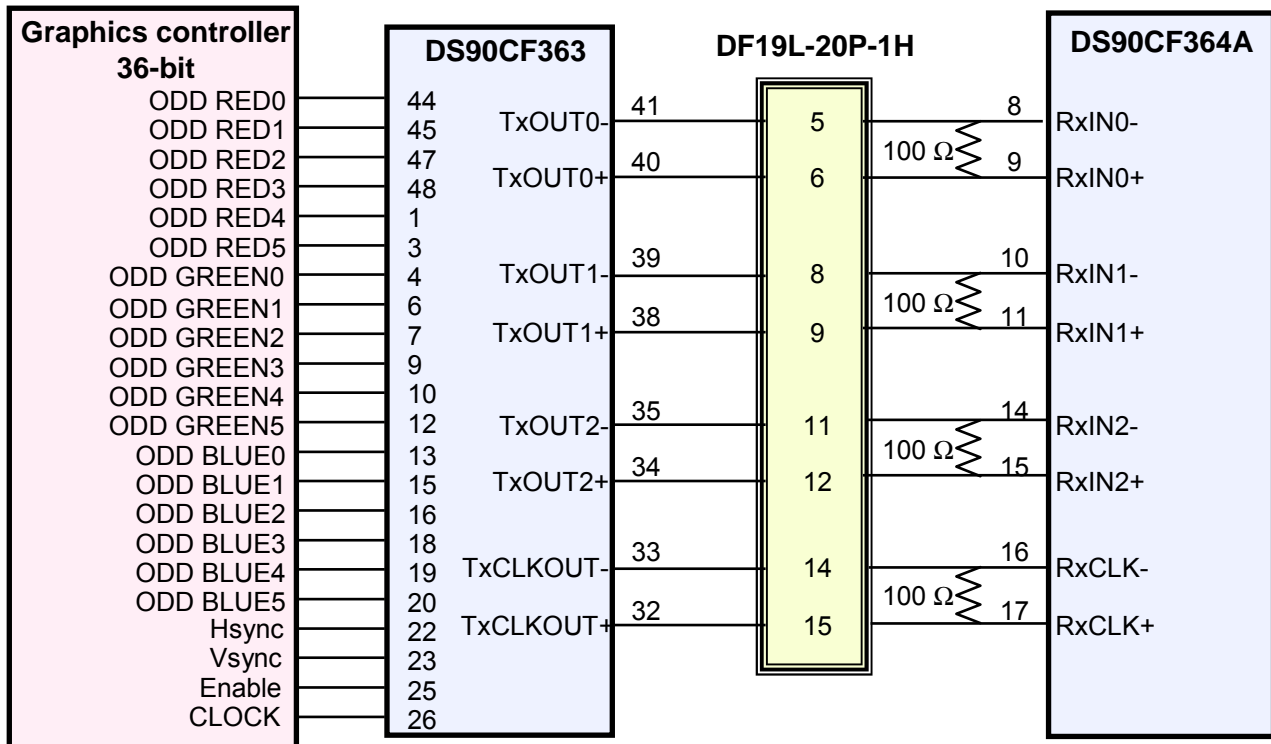 Graphics controller
36-bit
ODD RED0
ODD RED1
ODD RED2
ODD RED3
ODD RED4
ODD RED5
ODD GREEN0
ODD GREEN1
ODD GREEN2
ODD GREEN3
ODD GREEN4
ODD GREEN5
ODD BLUE0
ODD BLUE1
ODD BLUE2
ODD BLUE3
ODD BLUE4
ODD BLUE5
Hsync
Vsync
Enable
CLOCK
DS90CF363
44
45
47
48
1
3
4
6
7
9
10
12
13
15
16
18
19
20
22
23
25
26
TxOUT0- 41
TxOUT0+ 40
TxOUT1- 39
TxOUT1+ 38
TxOUT2- 35
TxOUT2+ 34
TxCLKOUT- 33
TxCLKOUT+ 32
DF19L-20P-1H
5
6
8
9
11
12
14
15
100 Ω
100 Ω
100 Ω
100 Ω
DS90CF364A
8 RxIN0-
9 RxIN0+
10 RxIN1-
11 RxIN1+
14 RxIN2-
15 RxIN2+
16 RxCLK-
17 RxCLK+